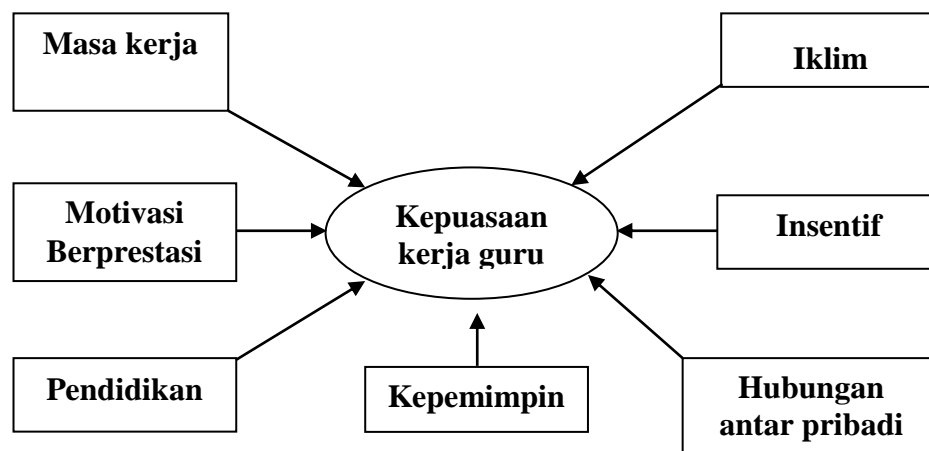 Masa kerja
Iklim
Motivasi
Berprestasi
Kepuasaan
kerja guru
Insentif
Pendidikan
Kepemimpin
Hubungan
antar pribadi